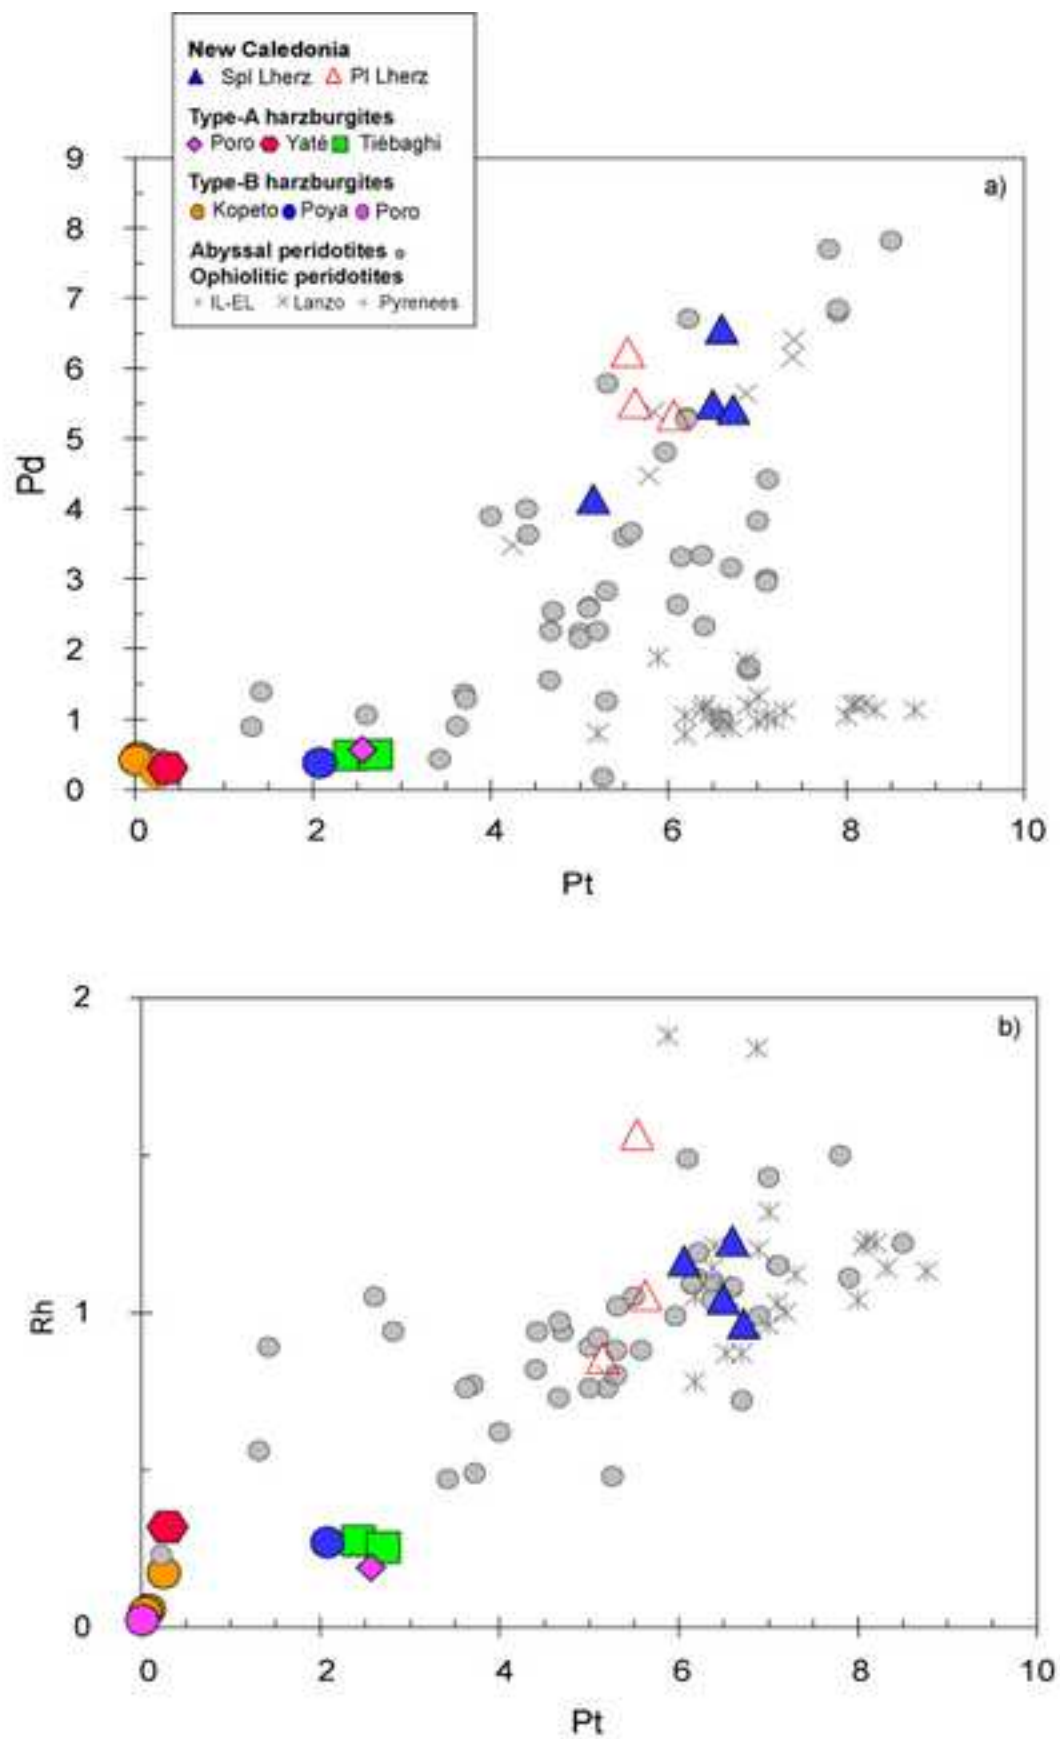 New Caledonia
Spl Lherz Pl Lherz
Type-A harzburgites
Poro Yaté Tiébaghi
Type-B harzburgites
Kopeto Poya Poro
Abyssal peridotites
Ophiolitic peridotites
IL-EL Lanzo Pyrenees
a)
9
8
7
6
5
4
3
2
1
0
Pd
0 2 4 6 8 10
Pt
b)
2
1
0
Rh
0 2 4 6 8 10
Pt